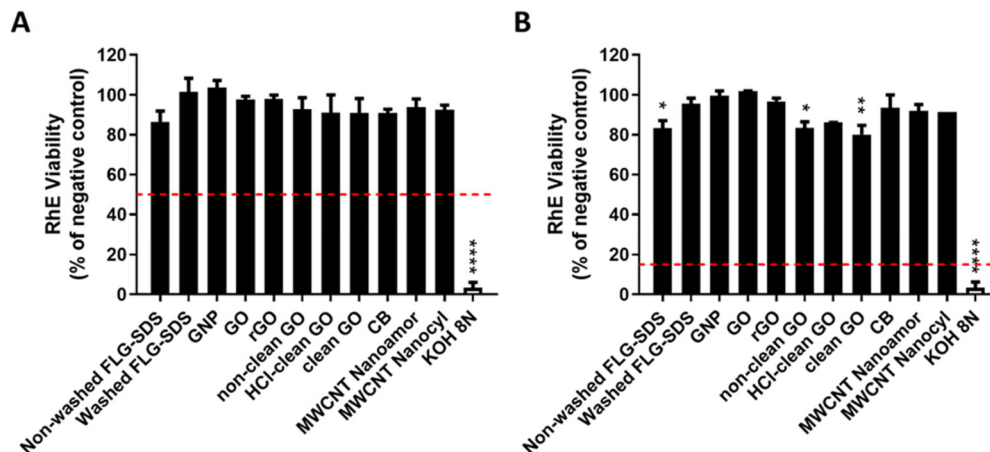 A
RhE Viability
(% of negative control)
120
100
80
60
40
20
0
****
Non-washed FLG-SDS
Washed FLG-SDS
GNP
GO
rGO
non-clean GO
HCl-clean GO
clean GO
CB
MWCNT Nanoamor
MWCNT Nanocyl
KOH 8N
B
RhE Viability
(% of negative control)
120
100
80
60
40
20
0
*
*
**
****
Non-washed FLG-SDS
Washed FLG-SDS
GNP
GO
rGO
non-clean GO
HCl-clean GO
clean GO
CB
MWCNT Nanoamor
MWCNT Nanocyl
KOH 8N